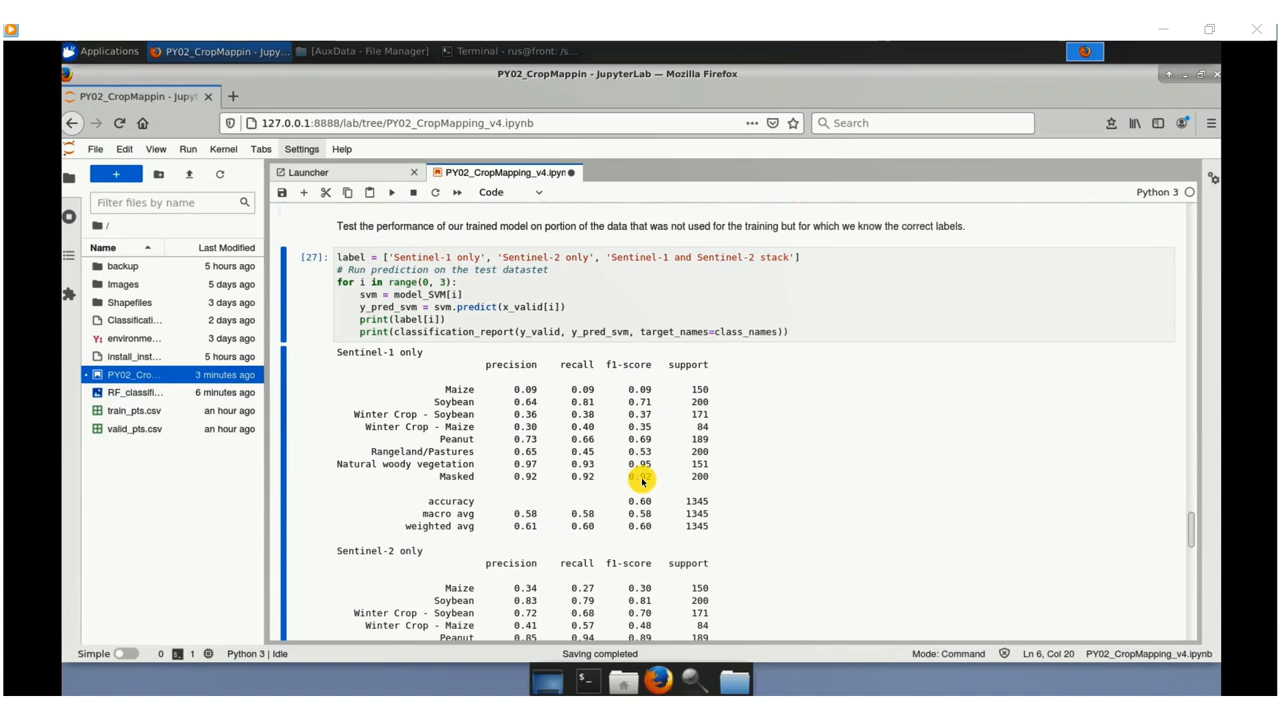 Applications PY02_CropMappin - Jupy... [AuxData - File Manager] Terminal - rus@front: /s...
PY02_CropMappin - JupyterLab — Mozilla Firefox
PY02_CropMappin - Jupyt
127.0.0.1:8888/lab/tree/PY02_CropMapping_v4.ipynb Search
File Edit View Run Kernel Tabs Settings Help
Launcher PY02_CropMapping_v4.ipyn
Code Python 3
Filter files by name
/
Name Last Modified
backup 5 hours ago
Images 5 days ago
Shapefiles 3 days ago
Classificati... 2 days ago
environme... 3 days ago
install_inst... 5 hours ago
PY02_Cro... 3 minutes ago
RF_classifi... 6 minutes ago
train_pts.csv an hour ago
valid_pts.csv an hour ago
Test the performance of our trained model on portion of the data that was not used for the training but for which we know the correct labels.
[27]: label = ['Sentinel-1 only', 'Sentinel-2 only', 'Sentinel-1 and Sentinel-2 stack']
# Run prediction on the test datastet
for i in range(0, 3):
svm = model_SVM[i]
y_pred_svm = svm.predict(x_valid[i])
print(label[i])
print(classification_report(y_valid, y_pred_svm, target_names=class_names))
Sentinel-1 only
precision recall f1-score support
Maize 0.09 0.09 0.09 150
Soybean 0.64 0.81 0.71 200
Winter Crop - Soybean 0.36 0.38 0.37 171
Winter Crop - Maize 0.30 0.40 0.35 84
Peanut 0.73 0.66 0.69 189
Rangeland/Pastures 0.65 0.45 0.53 200
Natural woody vegetation 0.97 0.93 0.95 151
Masked 0.92 0.92 0.92 200
accuracy 0.60 1345
macro avg 0.58 0.58 0.58 1345
weighted avg 0.61 0.60 0.60 1345
Sentinel-2 only
precision recall f1-score support
Maize 0.34 0.27 0.30 150
Soybean 0.83 0.79 0.81 200
Winter Crop - Soybean 0.72 0.68 0.70 171
Winter Crop - Maize 0.41 0.57 0.48 84
Peanut 0.85 0.94 0.89 189
Simple 0 1 Python 3 | Idle Saving completed Mode: Command Ln 6, Col 20 PY02_CropMapping_v4.ipynb